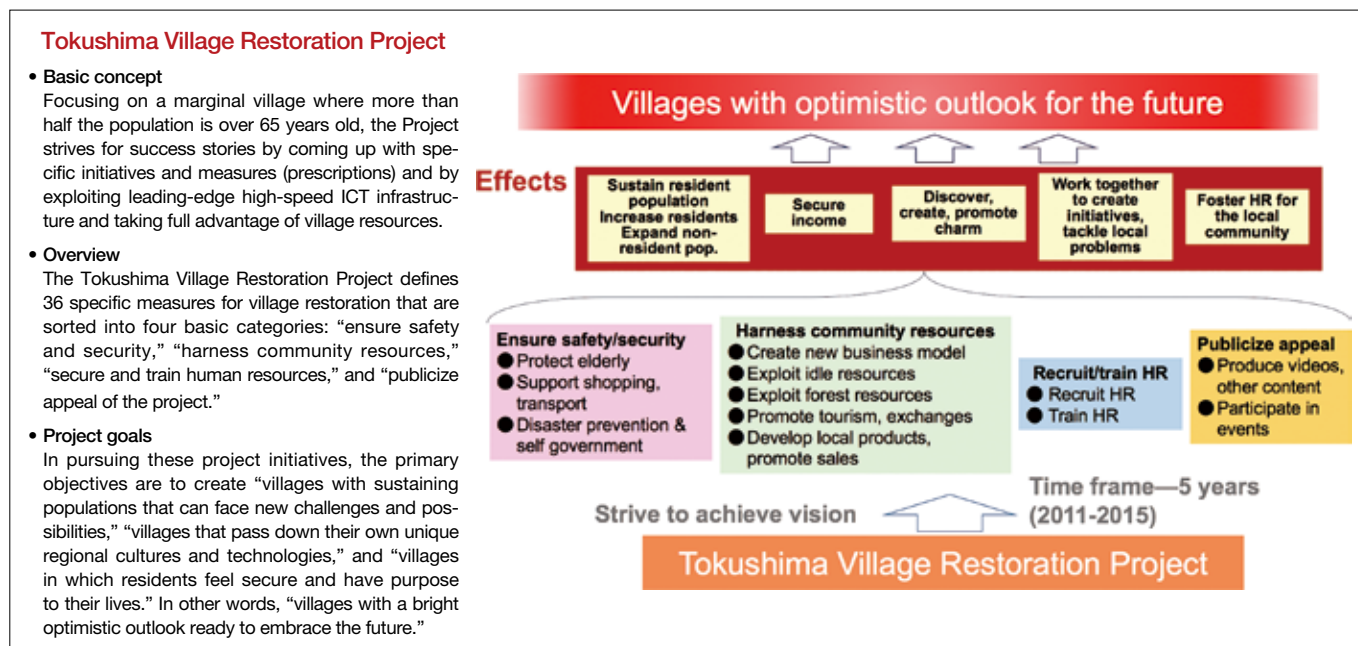 Tokushima Village Restoration Project
• Basic concept
Focusing on a marginal village where more than
half the population is over 65 years old, the Project
strives for success stories by coming up with spe-
cific initiatives and measures (prescriptions) and by
exploiting leading-edge high-speed ICT infrastruc-
ture and taking full advantage of village resources.
• Overview
The Tokushima Village Restoration Project defines
36 specific measures for village restoration that are
sorted into four basic categories: “ensure safety
and security,” “harness community resources,”
“secure and train human resources,” and “publicize
appeal of the project.”
• Project goals
In pursuing these project initiatives, the primary
objectives are to create “villages with sustaining
populations that can face new challenges and pos-
sibilities,” “villages that pass down their own unique
regional cultures and technologies,” and “villages
in which residents feel secure and have purpose
to their lives.” In other words, “villages with a bright
optimistic outlook ready to embrace the future.”
Villages with optimistic outlook for the future
Effects
Sustain resident
population
Increase residents
Expand non-
resident pop.
Secure
income
Discover,
create, promote
charm
Work together
to create
initiatives,
tackle local
problems
Foster HR for
the local
community
Ensure safety/security
● Protect elderly
● Support shopping,
transport
● Disaster prevention &
self government
Harness community resources
● Create new business model
● Exploit idle resources
● Exploit forest resources
● Promote tourism, exchanges
● Develop local products,
promote sales
Recruit/train HR
● Recruit HR
● Train HR
Publicize appeal
● Produce videos,
other content
● Participate in
events
Strive to achieve vision
Time frame—5 years
(2011-2015)
Tokushima Village Restoration Project